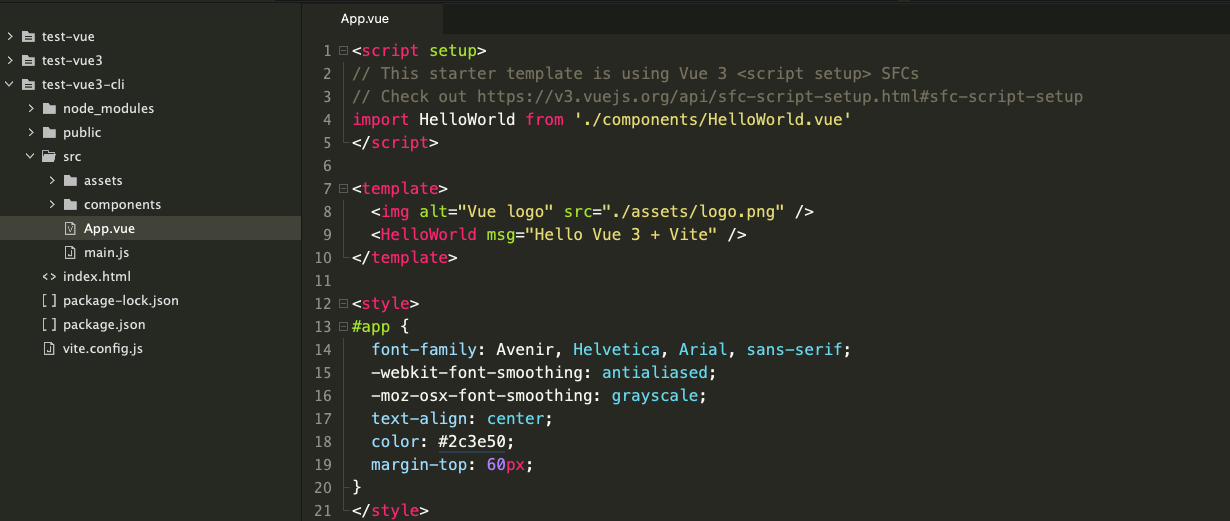 test-vue
test-vue3
test-vue3-cli
node_modules
public
src
assets
components
App.vue
main.js
index.html
package-lock.json
package.json
vite.config.js
App.vue
1 <script setup>
2 // This starter template is using Vue 3 <script setup> SFCs
3 // Check out https://v3.vuejs.org/api/sfc-script-setup.html#sfc-script-setup
4 import HelloWorld from './components/HelloWorld.vue'
5 </script>
6
7 <template>
8 <img alt="Vue logo" src="./assets/logo.png" />
9 <HelloWorld msg="Hello Vue 3 + Vite" />
10 </template>
11
12 <style>
13 #app {
14 font-family: Avenir, Helvetica, Arial, sans-serif;
15 -webkit-font-smoothing: antialiased;
16 -moz-osx-font-smoothing: grayscale;
17 text-align: center;
18 color: #2c3e50;
19 margin-top: 60px;
20 }
21 </style>